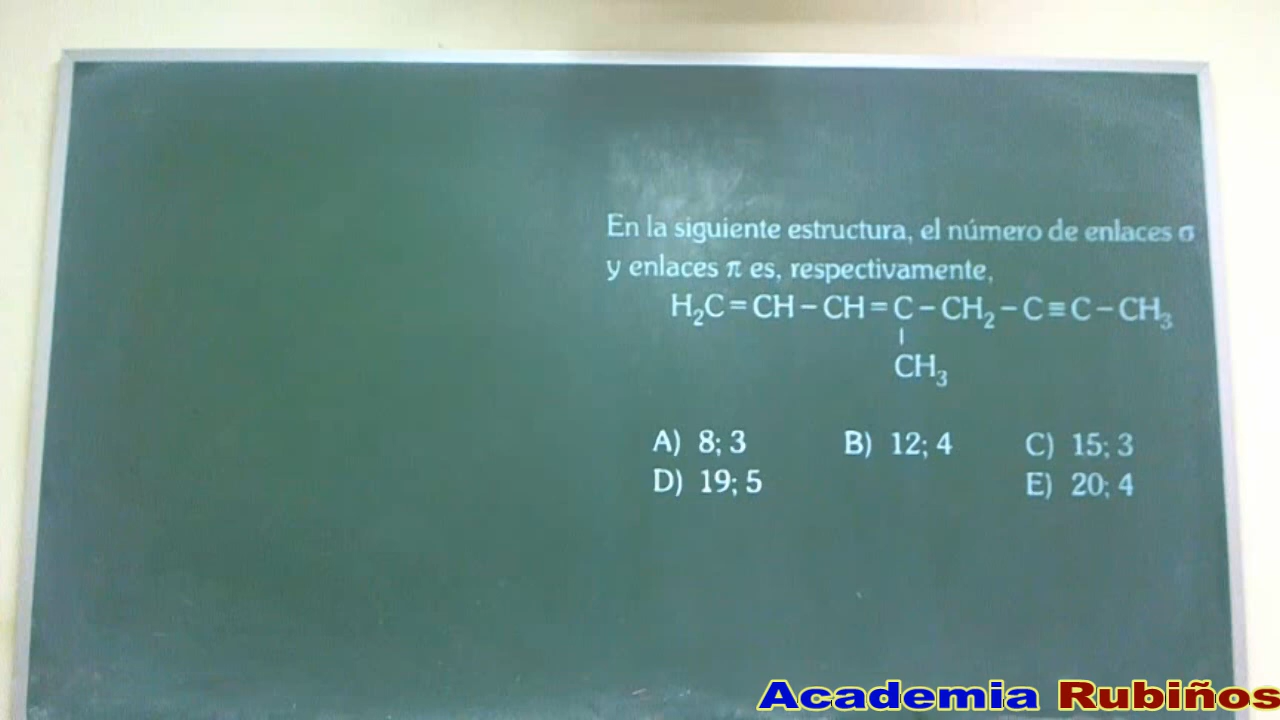 En la siguiente estructura, el número de enlaces σ
y enlaces π es, respectivamente,
H₂C=CH–CH=C–CH₂–C≡C–CH₃
CH₃
A) 8; 3 B) 12; 4 C) 15; 3
D) 19; 5 E) 20; 4
Academia Rubiños